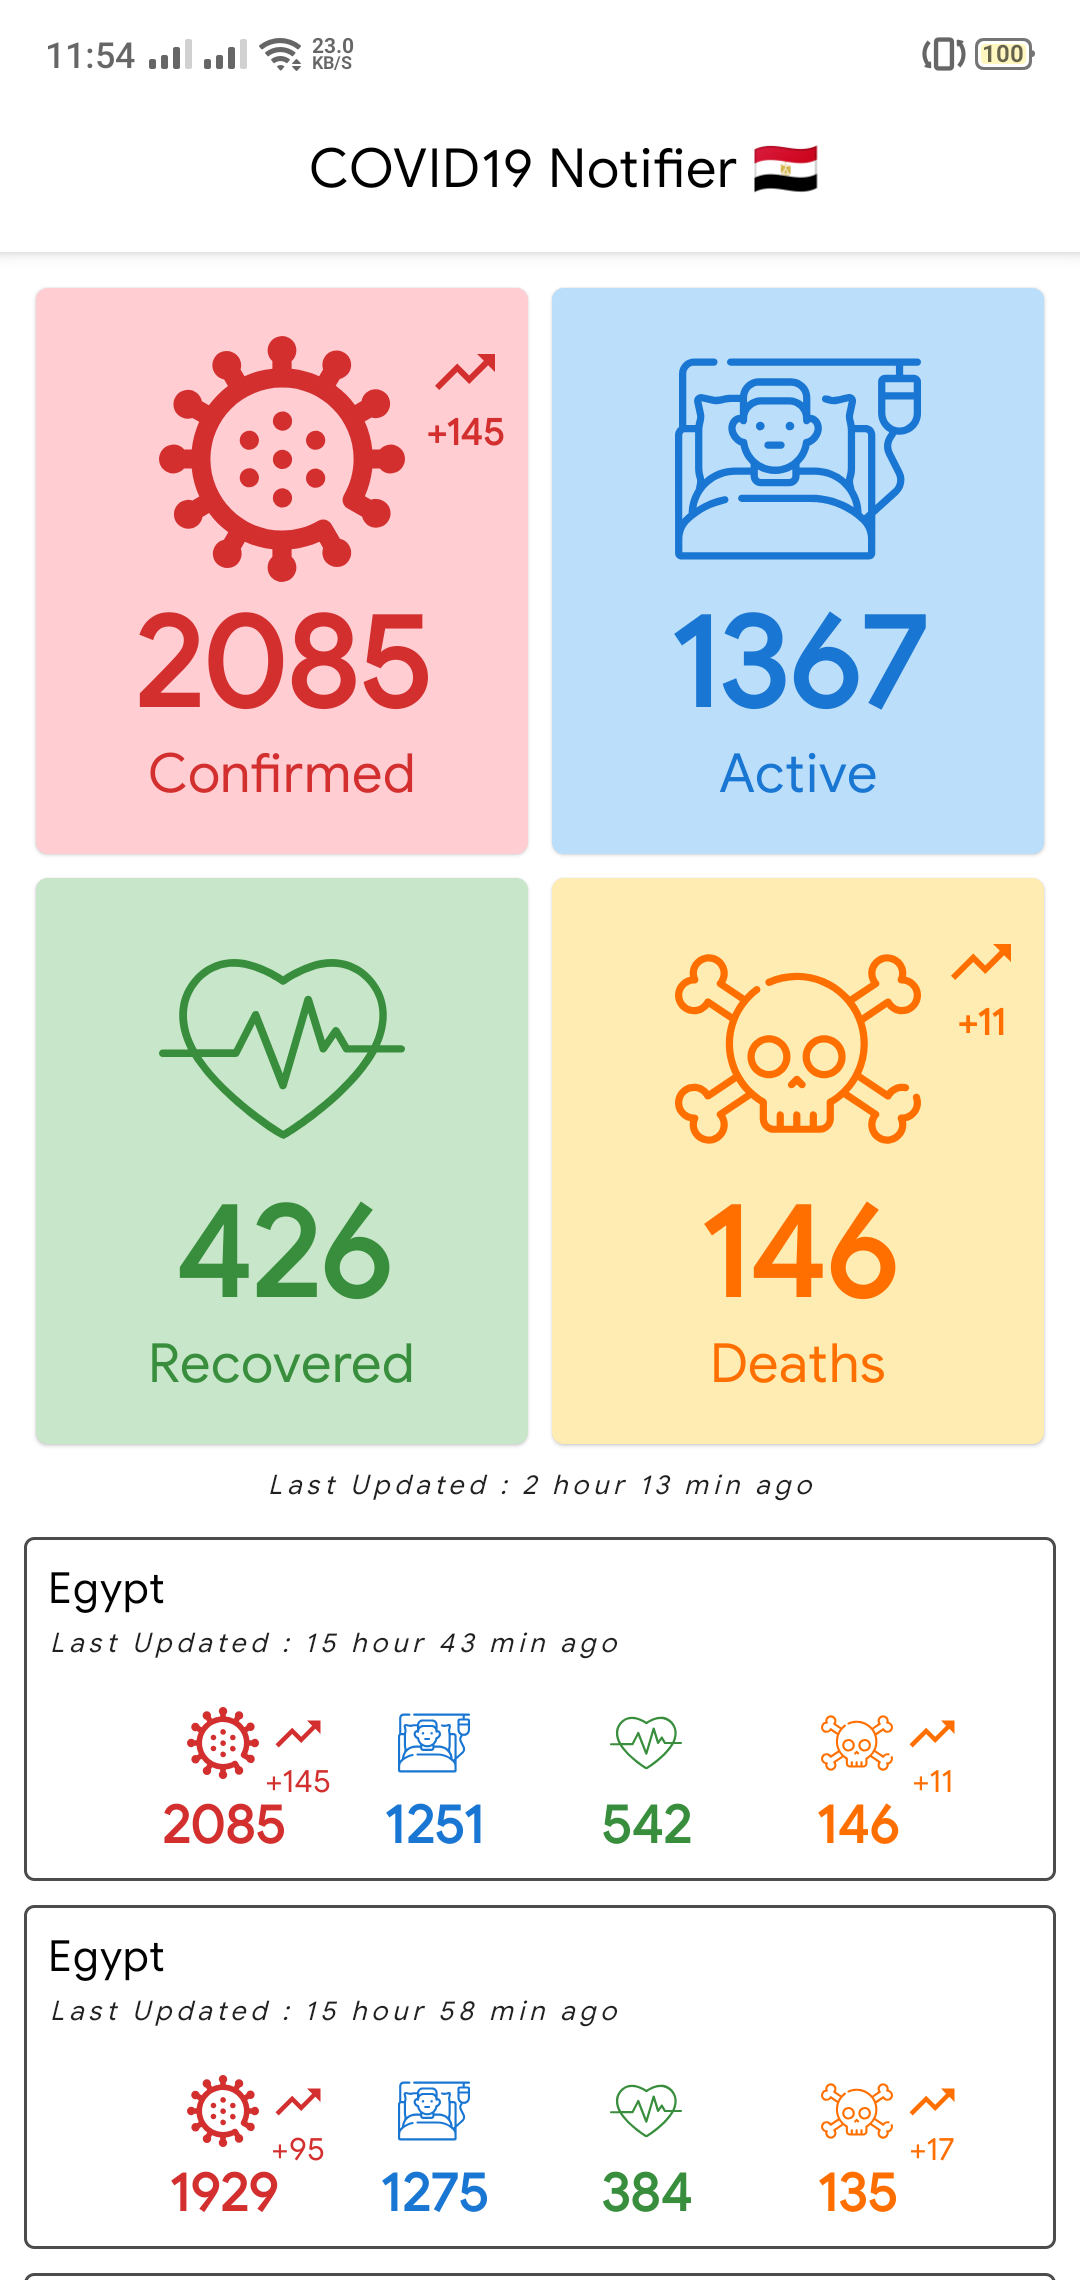 11:54 23.0 KB/S 100
COVID19 Notifier 🇪🇬
+145
2085
Confirmed
1367
Active
426
Recovered
+11
146
Deaths
Last Updated : 2 hour 13 min ago
Egypt
Last Updated : 15 hour 43 min ago
+145 +11
2085 1251 542 146
Egypt
Last Updated : 15 hour 58 min ago
+95 +17
1929 1275 384 135